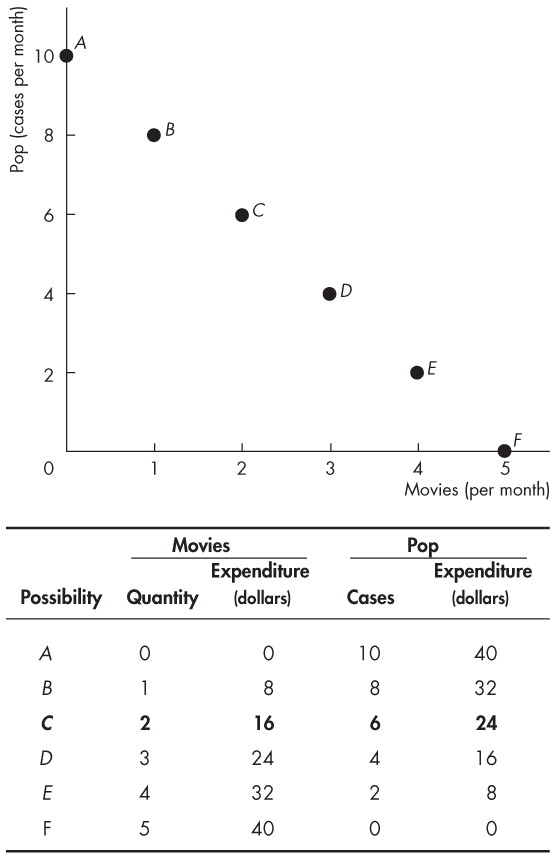 Pop (cases per month)
10
A
8
B
6
C
4
D
2
E
F
0
1
2
3
4
5
Movies (per month)
Movies
Pop
Expenditure
Expenditure
Possibility
Quantity
(dollars)
Cases
(dollars)
A 0 0 10 40
B 1 8 8 32
C 2 16 6 24
D 3 24 4 16
E 4 32 2 8
F 5 40 0 0